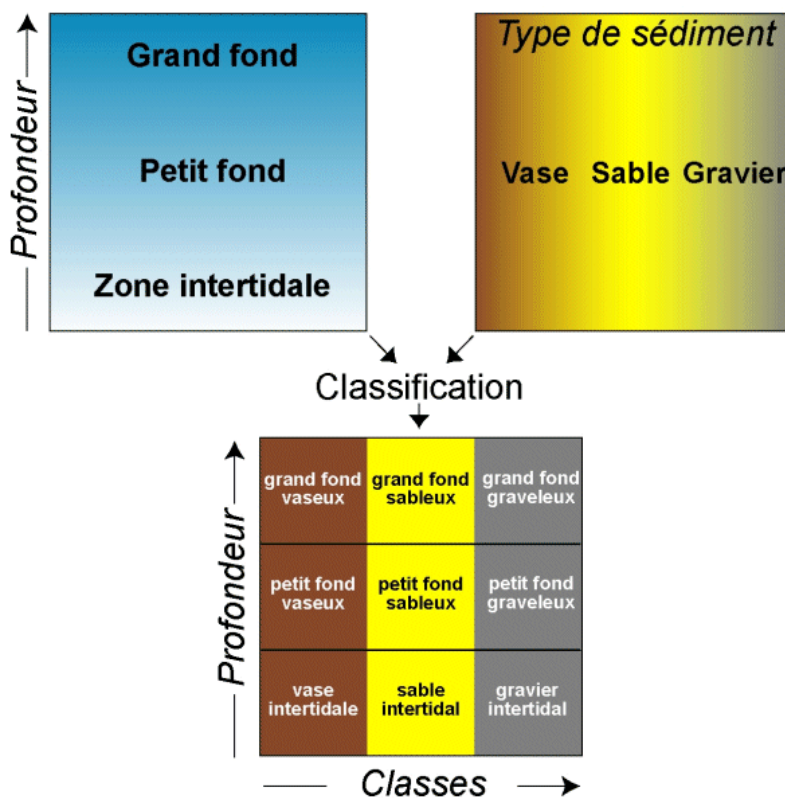 Profondeur
Grand fond
Petit fond
Zone intertidale
Type de sédiment
Vase Sable Gravier
Classification
Profondeur
grand fond
vaseux
grand fond
sableux
grand fond
graveleux
petit fond
vaseux
petit fond
sableux
petit fond
graveleux
vase
intertidale
sable
intertidal
gravier
intertidal
Classes